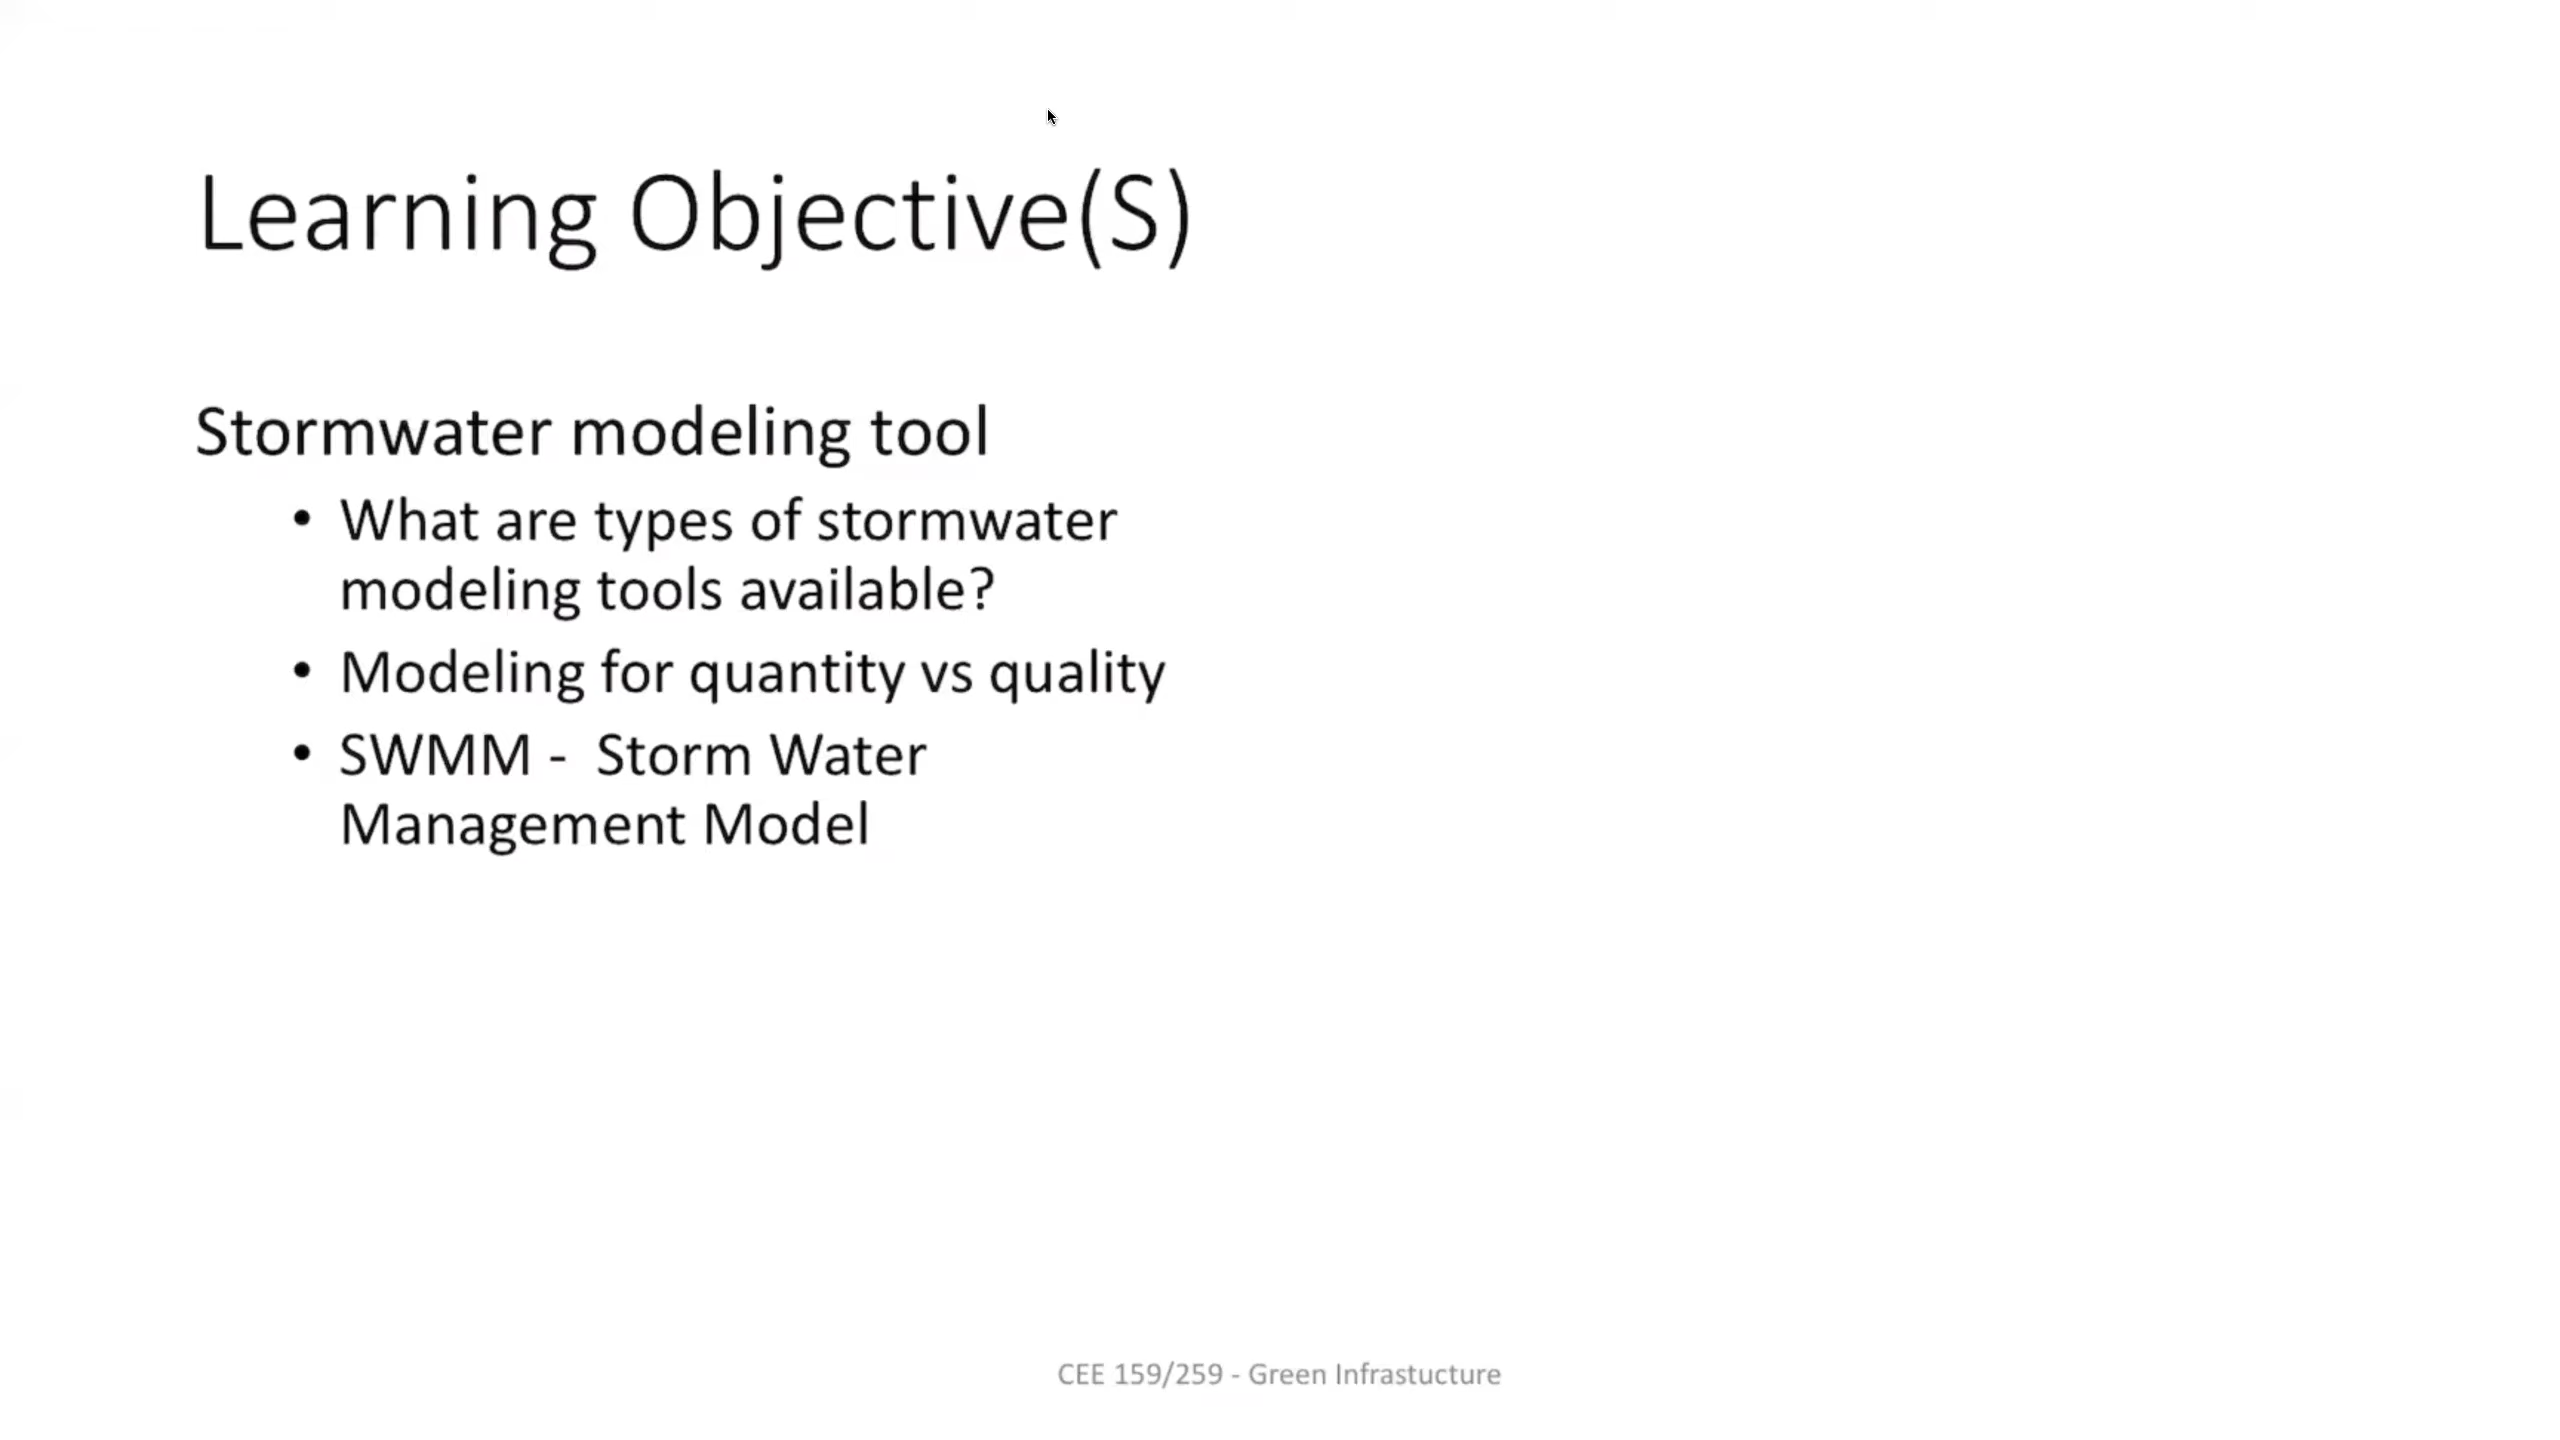 Learning Objective(S)
Stormwater modeling tool
• What are types of stormwater
modeling tools available?
• Modeling for quantity vs quality
• SWMM -  Storm Water
Management Model
CEE 159/259 - Green Infrastucture